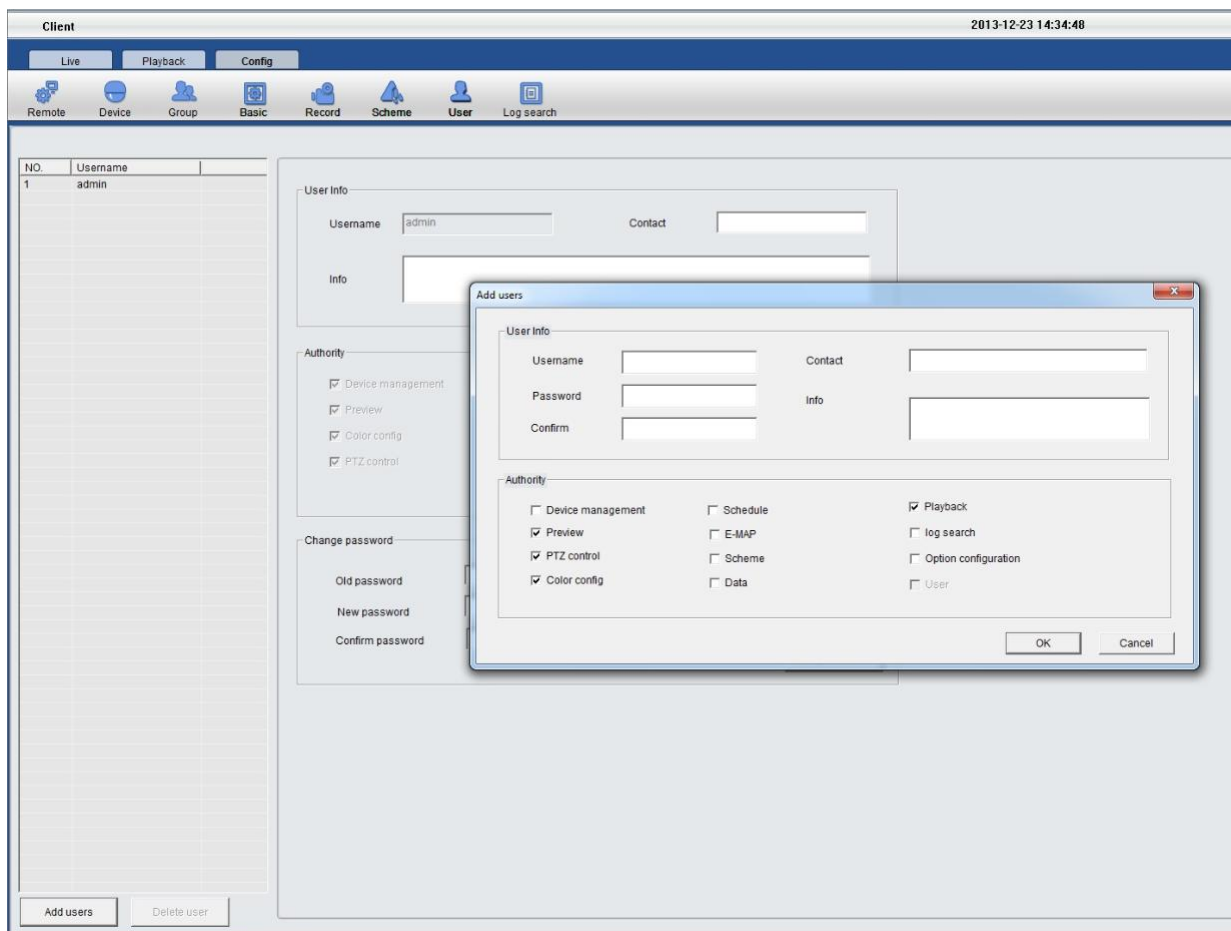 Client 2013-12-23 14:34:48
Live Playback Config
Remote Device Group Basic Record Scheme User Log search
NO. Username
1 admin
User Info
Username admin Contact
Info
Authority
Device management
Preview
Color config
PTZ control
Change password
Old password
New password
Confirm password
Add users
User Info
Username Contact
Password Info
Confirm
Authority
Device management Schedule Playback
Preview E-MAP log search
PTZ control Scheme Option configuration
Color config Data User
OK Cancel
Add users Delete user